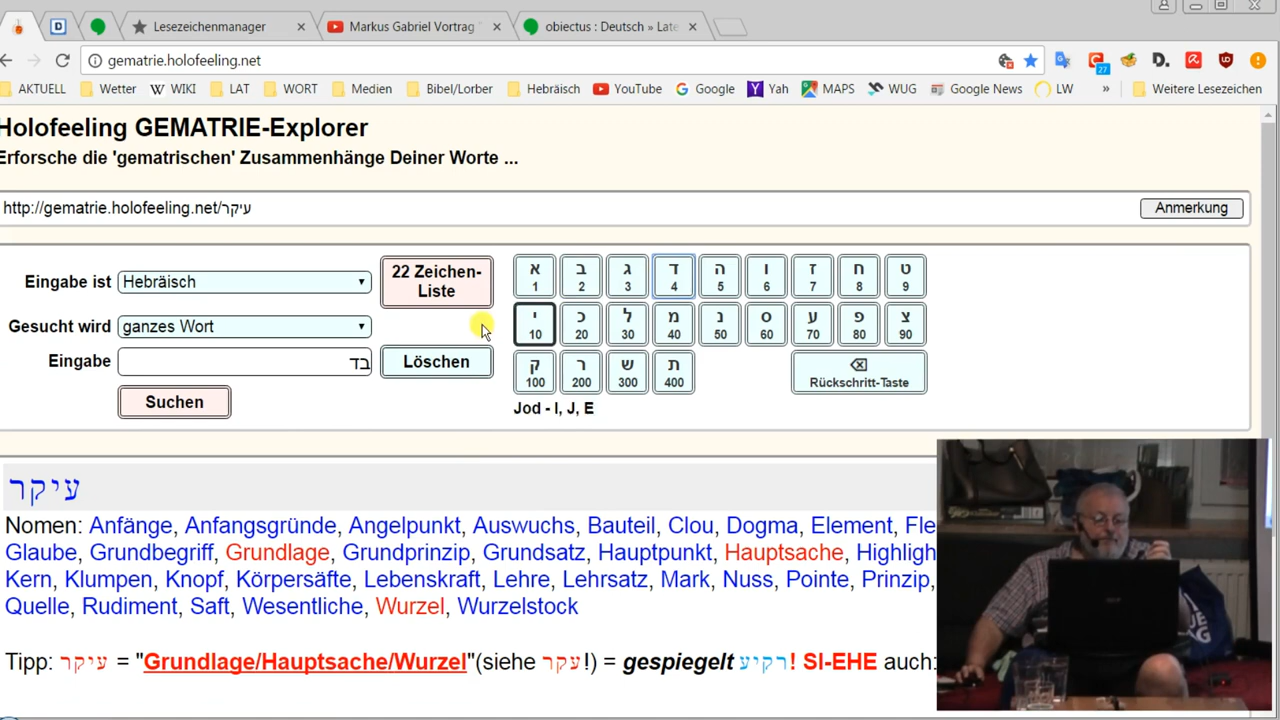 Lesezeichenmanager
Markus Gabriel Vortrag "
obiectus : Deutsch » Late
gematrie.holofeeling.net
27
AKTUELL Wetter WIKI LAT WORT Medien Bibel/Lorber Hebräisch YouTube Google Yah MAPS WUG Google News LW » Weitere Lesezeichen
Holofeeling GEMATRIE-Explorer
Erforsche die 'gematrischen' Zusammenhänge Deiner Worte ...
http://gematrie.holofeeling.net/עיקר
Anmerkung
Eingabe ist Hebräisch
22 Zeichen-
Liste
Gesucht wird ganzes Wort
Eingabe בד
Löschen
Suchen
א ב ג ד ה ו ז ח ט
1 2 3 4 5 6 7 8 9
י כ ל מ נ ס ע פ צ
10 20 30 40 50 60 70 80 90
ק ר ש ת
100 200 300 400
Rückschritt-Taste
Jod - I, J, E
עיקר
Nomen: Anfänge, Anfangsgründe, Angelpunkt, Auswuchs, Bauteil, Clou, Dogma, Element, Fle
Glaube, Grundbegriff, Grundlage, Grundprinzip, Grundsatz, Hauptpunkt, Hauptsache, Highligh
Kern, Klumpen, Knopf, Körpersäfte, Lebenskraft, Lehre, Lehrsatz, Mark, Nuss, Pointe, Prinzip,
Quelle, Rudiment, Saft, Wesentliche, Wurzel, Wurzelstock
Tipp: עיקר = "Grundlage/Hauptsache/Wurzel"(siehe עקר!) = gespiegelt רקיע! SI-EHE auch: